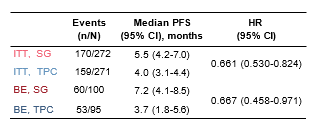 Events Median PFS HR
(n/N) (95% CI), months (95% CI)
ITT, SG 170/272 5.5 (4.2-7.0)
0.661 (0.530-0.824)
ITT, TPC 159/271 4.0 (3.1-4.4)
BE, SG 60/100 7.2 (4.1-8.5)
0.667 (0.458-0.971)
BE, TPC 53/95 3.7 (1.8-5.6)